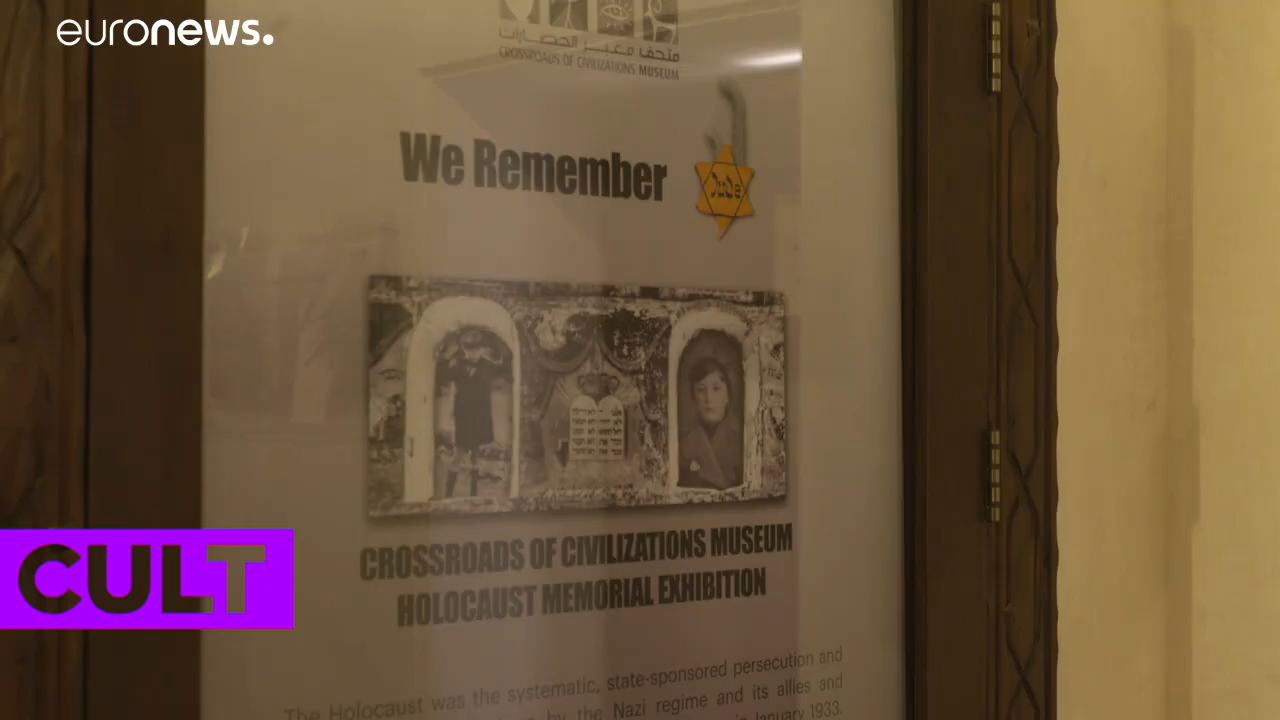 euronews.
متحف معبر الحضارات
CROSSROADS OF CIVILIZATIONS MUSEUM
We Remember
Jude
CROSSROADS OF CIVILIZATIONS MUSEUM
HOLOCAUST MEMORIAL EXHIBITION
CULT
The Holocaust was the systematic, state-sponsored persecution and
by the Nazi regime and its allies and
in January 1933.